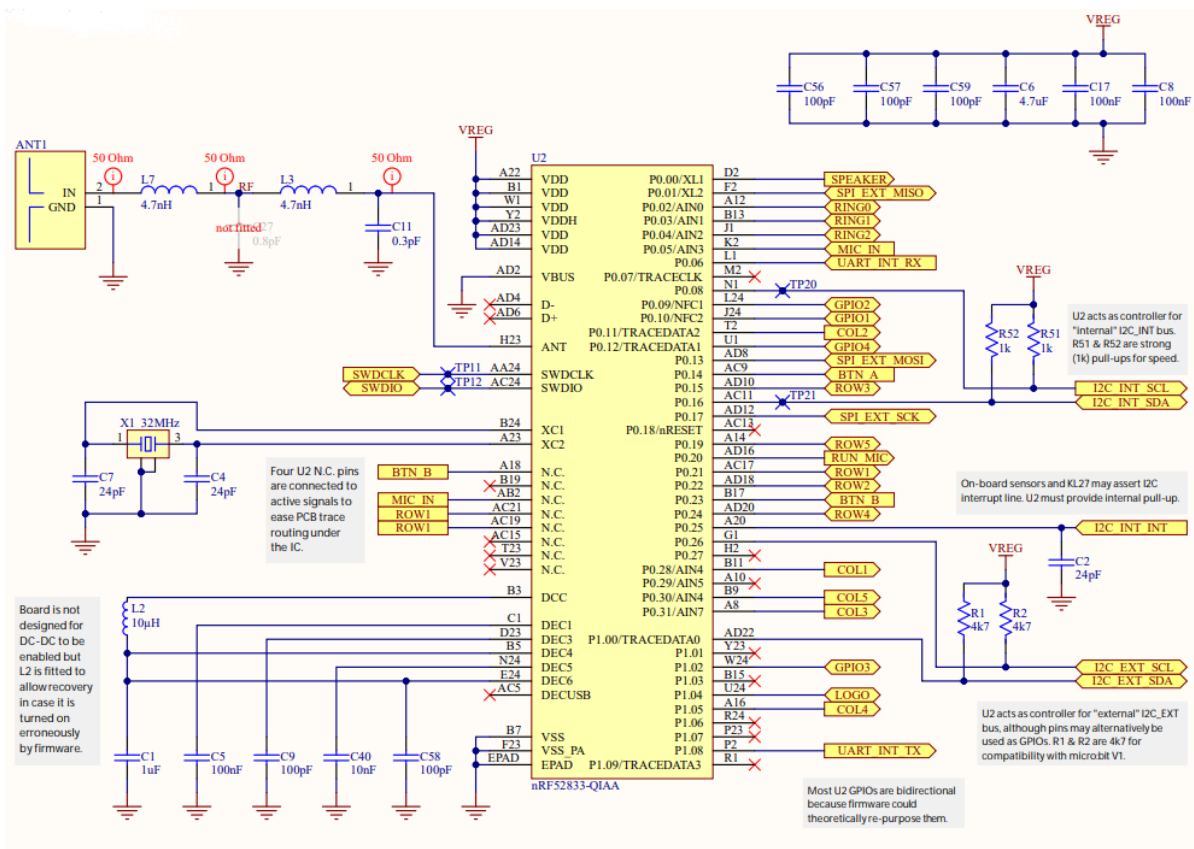 VREG
C56 100pF
C57 100pF
C59 100pF
C6 4.7uF
C17 100nF
C8 100nF
ANT1
IN 2
GND 1
50 Ohm
L7 4.7nH 1
50 Ohm
RF
not fitted
C27 0.8pF
L3 4.7nH 1
50 Ohm
C11 0.3pF
VREG
U2
A22 VDD
B1 VDD
W1 VDD
Y2 VDDH
AD23 VDD
AD14 VDD
AD2 VBUS
AD4 D-
AD6 D+
H23 ANT
SWDCLK TP11 AA24 SWDCLK
SWDIO TP12 AC24 SWDIO
B24 XC1
A23 XC2
X1 32MHz
1 3
C7 24pF
C4 24pF
Four U2 N.C. pins
are connected to
active signals to
ease PCB trace
routing under
the IC.
BTN_B A18 N.C.
B19 N.C.
MIC_IN AB2 N.C.
ROW1 AC21 N.C.
ROW1 AC19 N.C.
AC15 N.C.
T23 N.C.
V23 N.C.
B3 DCC
C1 DEC1
D23 DEC3
B5 DEC4
N24 DEC5
E24 DEC6
AC5 DECUSB
B7 VSS
F23 VSS_PA
EPAD EPAD
Board is not
designed for
DC-DC to be
enabled but
L2 is fitted to
allow recovery
in case it is
turned on
erroneously
by firmware.
L2 10μH
C1 1uF
C5 100nF
C9 100pF
C40 10nF
C58 100pF
P0.00/XL1 D2 SPEAKER
P0.01/XL2 F2 SPI_EXT_MISO
P0.02/AIN0 A12 RING0
P0.03/AIN1 B13 RING1
P0.04/AIN2 J1 RING2
P0.05/AIN3 K2 MIC_IN
P0.06 L1 UART_INT_RX
P0.07/TRACECLK M2
P0.08 N1 TP20
P0.09/NFC1 L24 GPIO2
P0.10/NFC2 J24 GPIO1
P0.11/TRACEDATA2 T2 COL2
P0.12/TRACEDATA1 U1 GPIO4
P0.13 AD8 SPI_EXT_MOSI
P0.14 AC9 BTN_A
P0.15 AD10 ROW3
P0.16 AC11 TP21
P0.17 AD12 SPI_EXT_SCK
P0.18/nRESET AC13
P0.19 A14 ROW5
P0.20 AD16 RUN_MIC
P0.21 AC17 ROW1
P0.22 AD18 ROW2
P0.23 B17 BTN_B
P0.24 AD20 ROW4
P0.25 A20 I2C_INT_INT
P0.26 G1
P0.27 H2
P0.28/AIN4 B11 COL1
P0.29/AIN5 A10
P0.30/AIN4 B9 COL5
P0.31/AIN7 A8 COL3
P1.00/TRACEDATA0 AD22
P1.01 Y23
P1.02 W24 GPIO3
P1.03 B15
P1.04 U24 LOGO
P1.05 A16 COL4
P1.06 R24
P1.07 P23
P1.08 P2 UART_INT_TX
P1.09/TRACEDATA3 R1
nRF52833-QIAA
VREG
R52 1k
R51 1k
U2 acts as controller for
"internal" I2C_INT bus.
R51 & R52 are strong
(1k) pull-ups for speed.
I2C_INT_SCL
I2C_INT_SDA
On-board sensors and KL27 may assert I2C
interrupt line. U2 must provide internal pull-up.
C2 24pF
VREG
R1 4k7
R2 4k7
I2C_EXT_SCL
I2C_EXT_SDA
U2 acts as controller for "external" I2C_EXT
bus, although pins may alternatively be
used as GPIOs. R1 & R2 are 4k7 for
compatibility with micro:bit V1.
Most U2 GPIOs are bidirectional
because firmware could
theoretically re-purpose them.